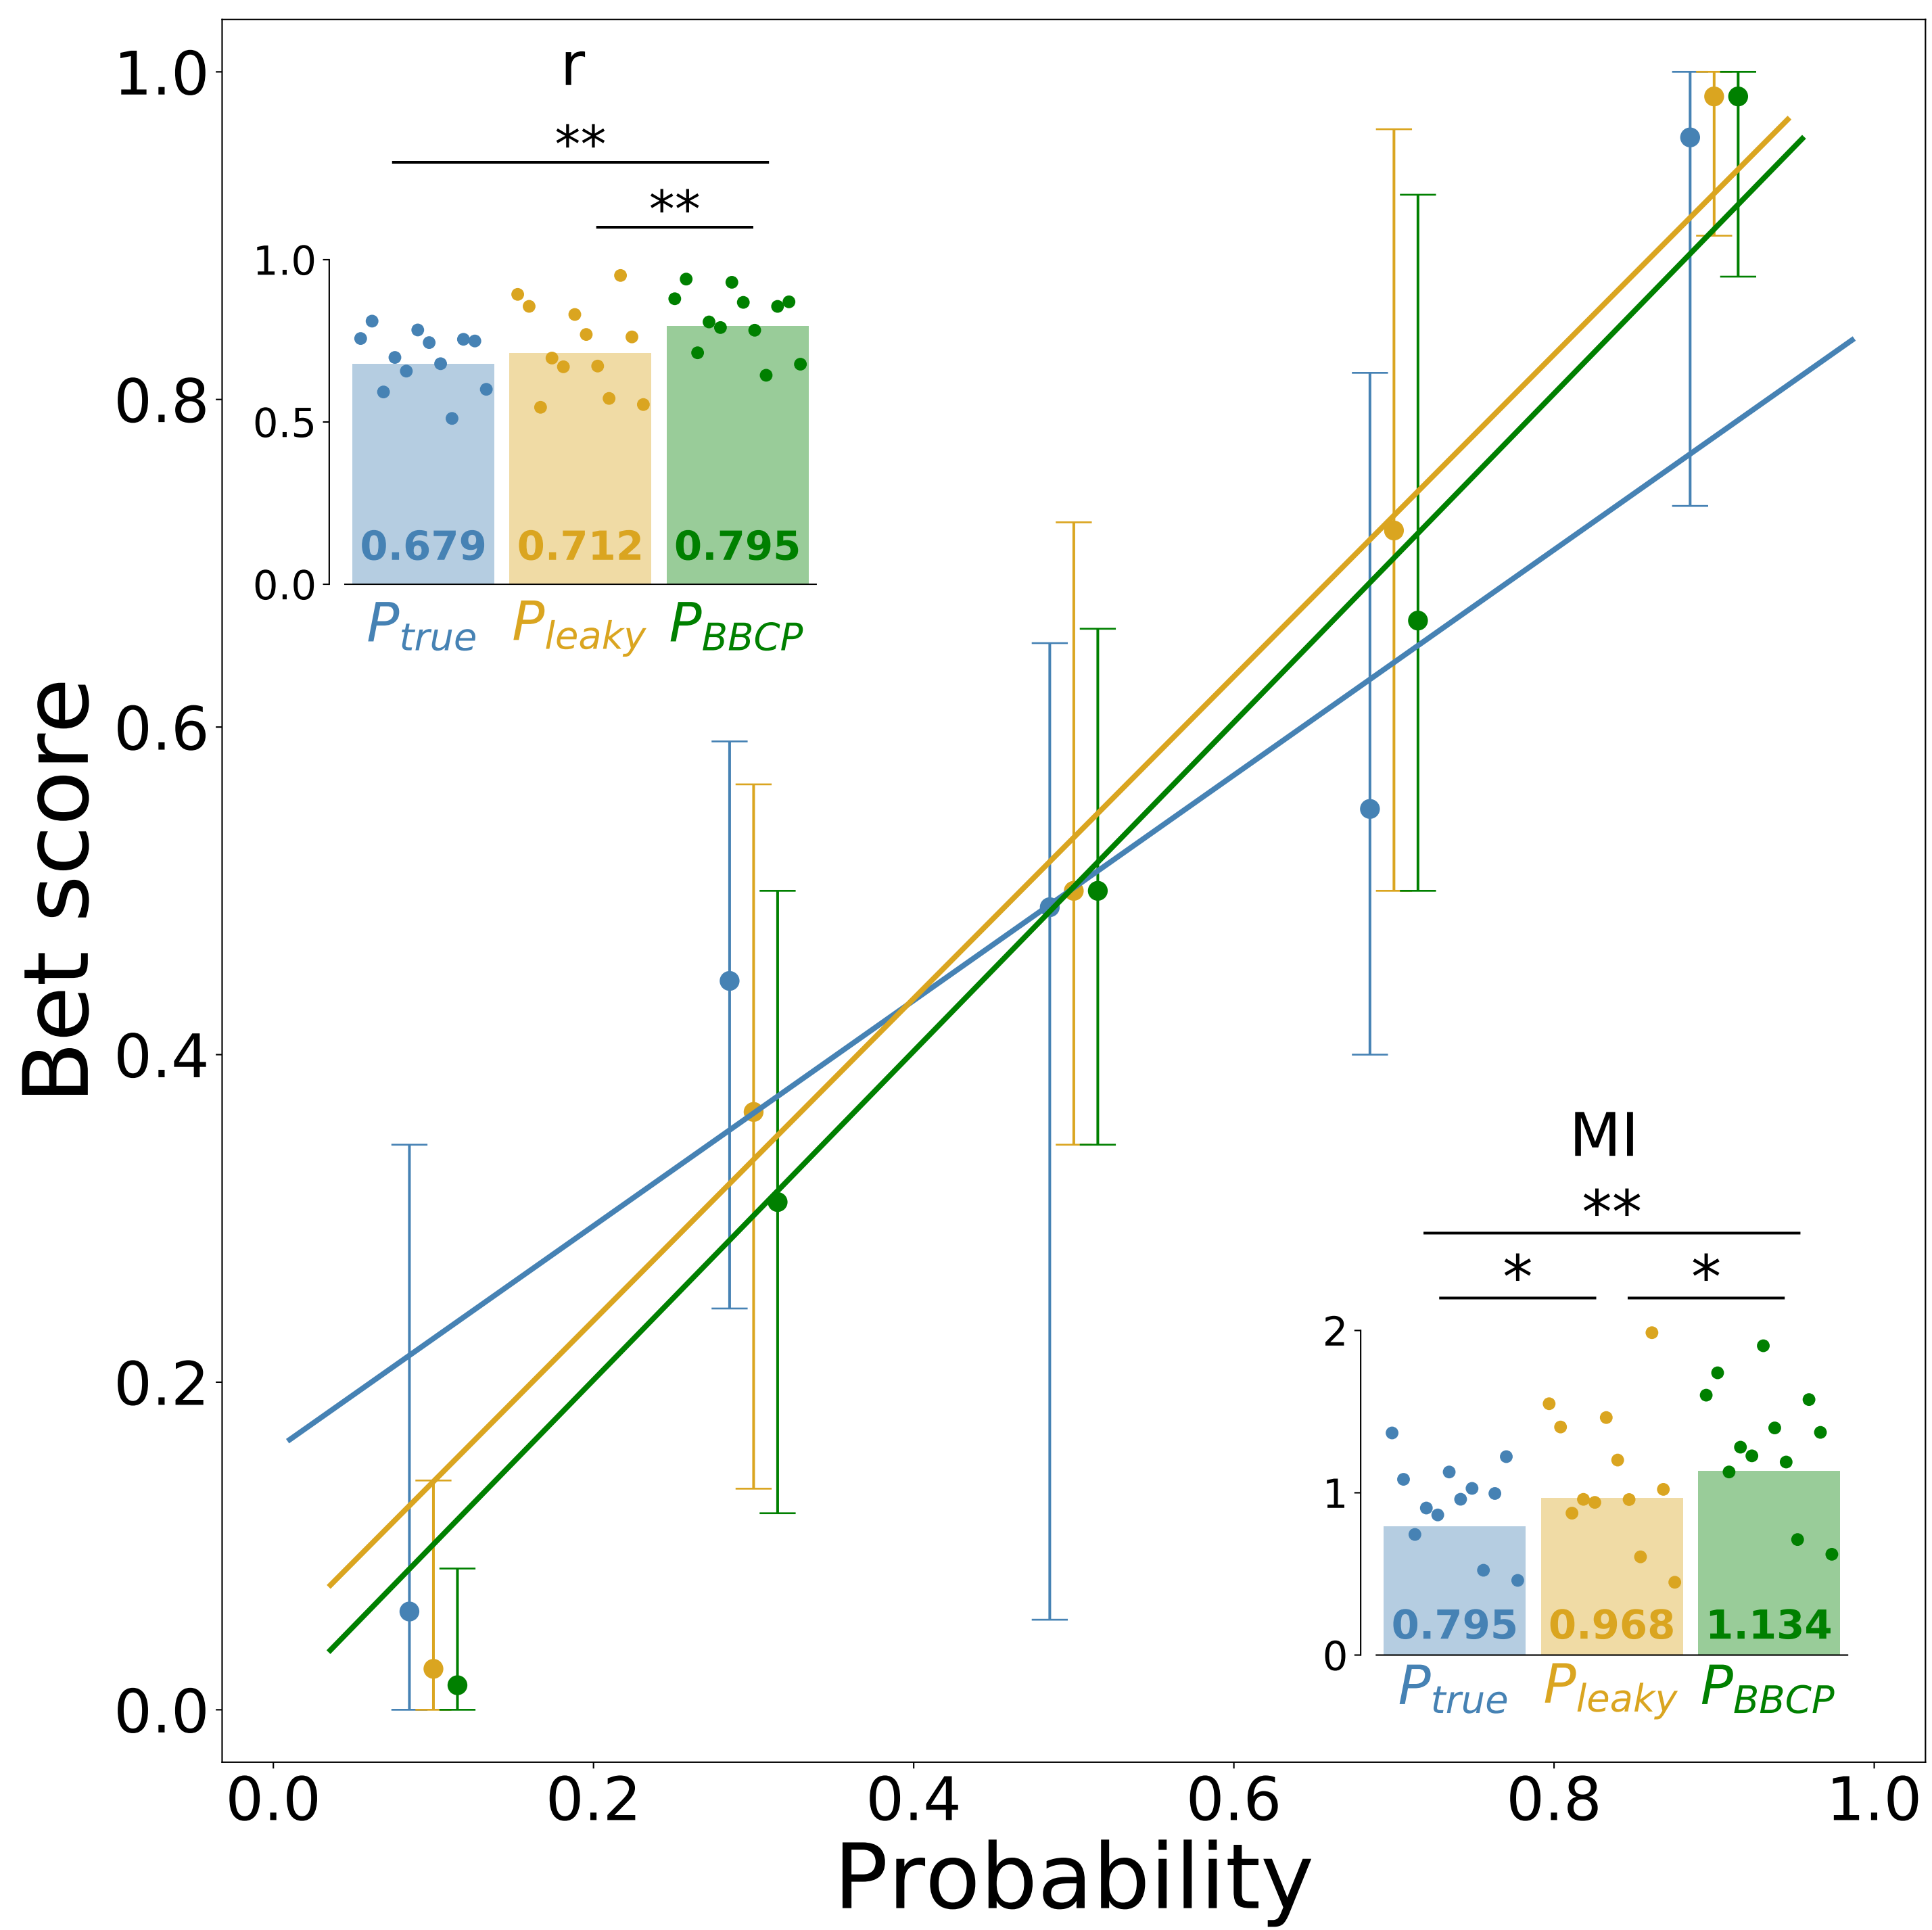 r
**
**
1.0
0.5
0.0
0.679 0.712 0.795
P_true P_leaky P_BBCP
MI
**
* *
2
1
0
0.795 0.968 1.134
P_true P_leaky P_BBCP
Bet score
1.0
0.8
0.6
0.4
0.2
0.0
0.0 0.2 0.4 0.6 0.8 1.0
Probability